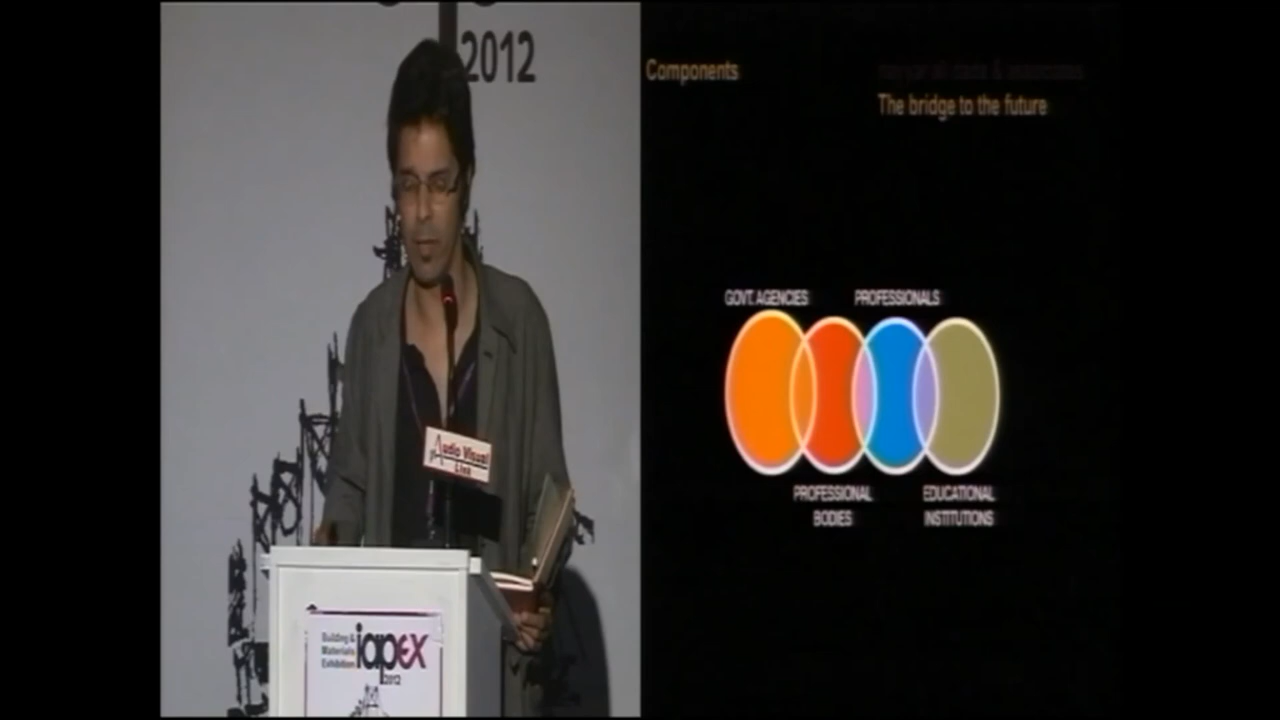 2012
Audio Visual
Link
Building &
Materials
Exhibition
iapex
2012
Components
The bridge to the future
GOVT. AGENCIES
PROFESSIONALS
PROFESSIONAL
BODIES
EDUCATIONAL
INSTITUTIONS